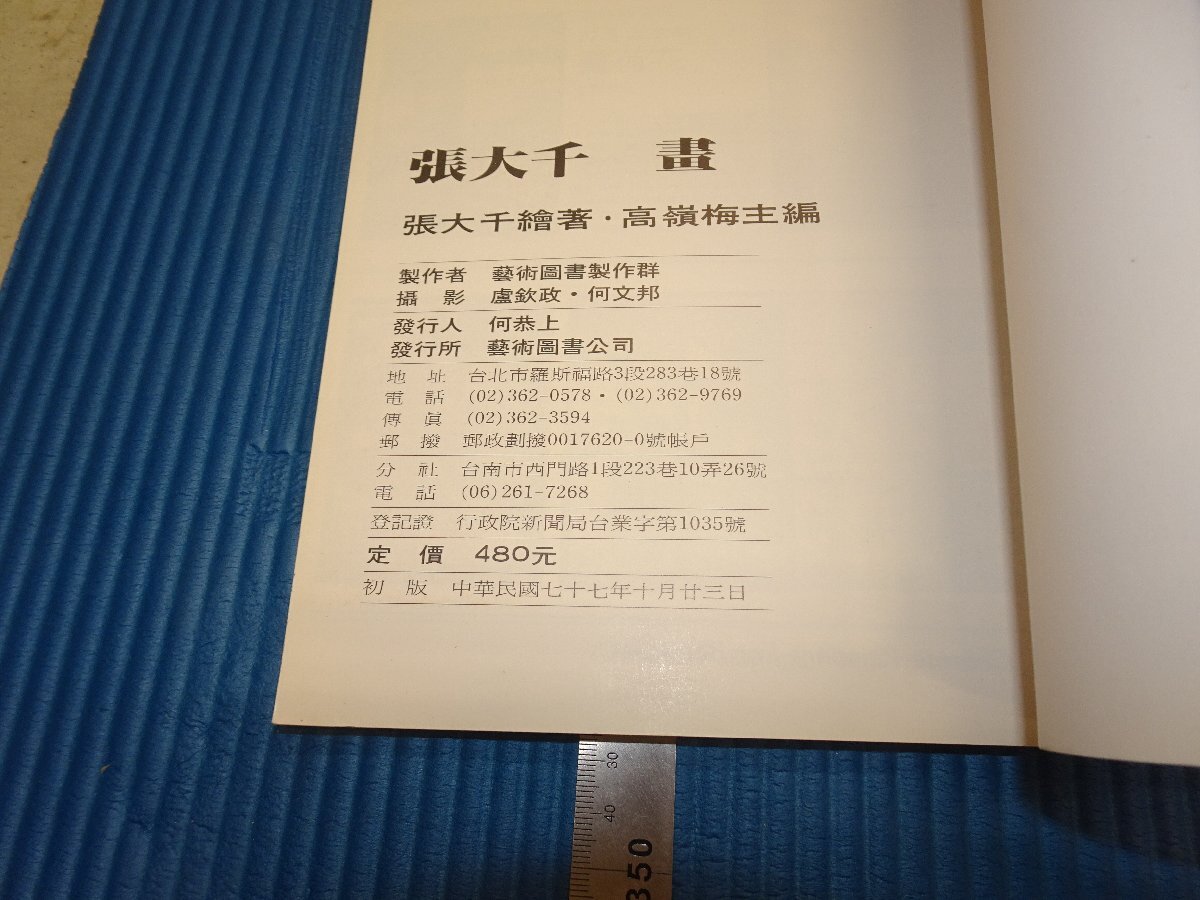 張大千 畫
張大千繪著·高嶺梅主編
製作者 藝術圖書製作群
攝影 盧欽政·何文邦
發行人 何恭上
發行所 藝術圖書公司
地址 台北市羅斯福路3段283巷18號
電話 (02)362-0578·(02)362-9769
傳眞 (02)362-3594
郵撥 郵政劃撥0017620-0號帳戶
分社 台南市西門路1段223巷10弄26號
電話 (06)261-7268
登記證 行政院新聞局台業字第1035號
定價 480元
初版 中華民國七十七年十月廿三日
30
40
350